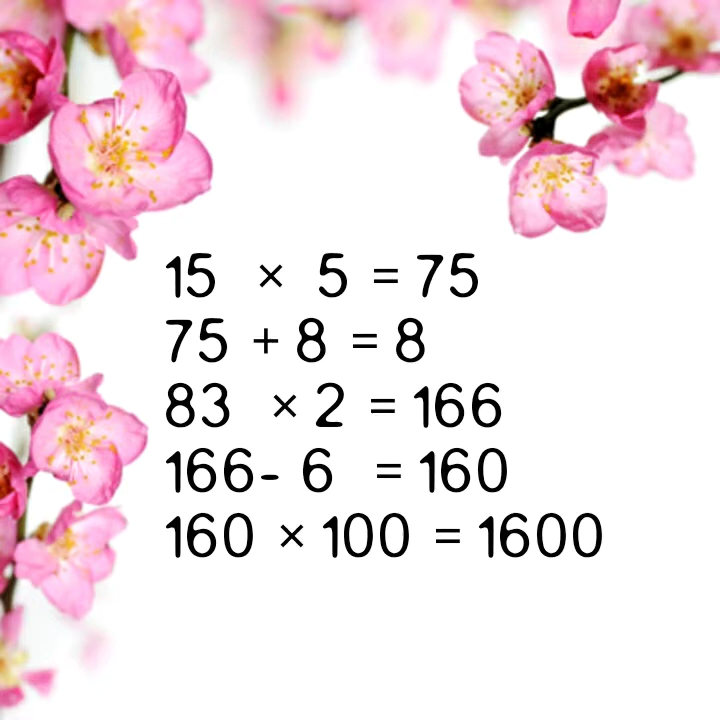 15 × 5 = 75
75 + 8 = 8
83 × 2 = 166
166- 6 = 160
160 × 100 = 1600